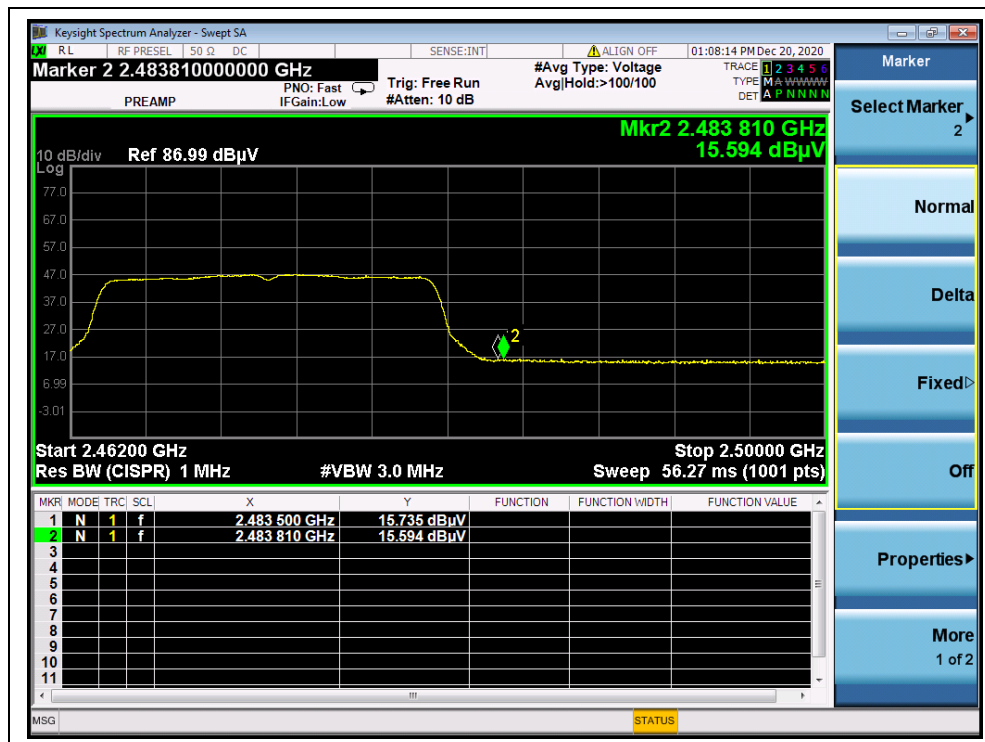 Keysight Spectrum Analyzer - Swept SA
LXI RL RF PRESEL 50 Ω DC SENSE:INT ALIGN OFF 01:08:14 PM Dec 20, 2020
Marker 2 2.483810000000 GHz
PREAMP
PNO: Fast
IFGain:Low
Trig: Free Run
#Atten: 10 dB
#Avg Type: Voltage
Avg|Hold:>100/100
TRACE 1 2 3 4 5 6
TYPE M A W W W W W
DET A P N N N N
Mkr2 2.483 810 GHz
15.594 dBµV
10 dB/div Ref 86.99 dBµV
Log
77.0
67.0
57.0
47.0
37.0
27.0
17.0
6.99
-3.01
2
Start 2.46200 GHz Stop 2.50000 GHz
Res BW (CISPR) 1 MHz #VBW 3.0 MHz Sweep 56.27 ms (1001 pts)
MKR MODE TRC SCL X Y FUNCTION FUNCTION WIDTH FUNCTION VALUE
1 N 1 f 2.483 500 GHz 15.735 dBµV
2 N 1 f 2.483 810 GHz 15.594 dBµV
3
4
5
6
7
8
9
10
11
MSG STATUS
Marker
Select Marker
2
Normal
Delta
Fixed
Off
Properties
More
1 of 2